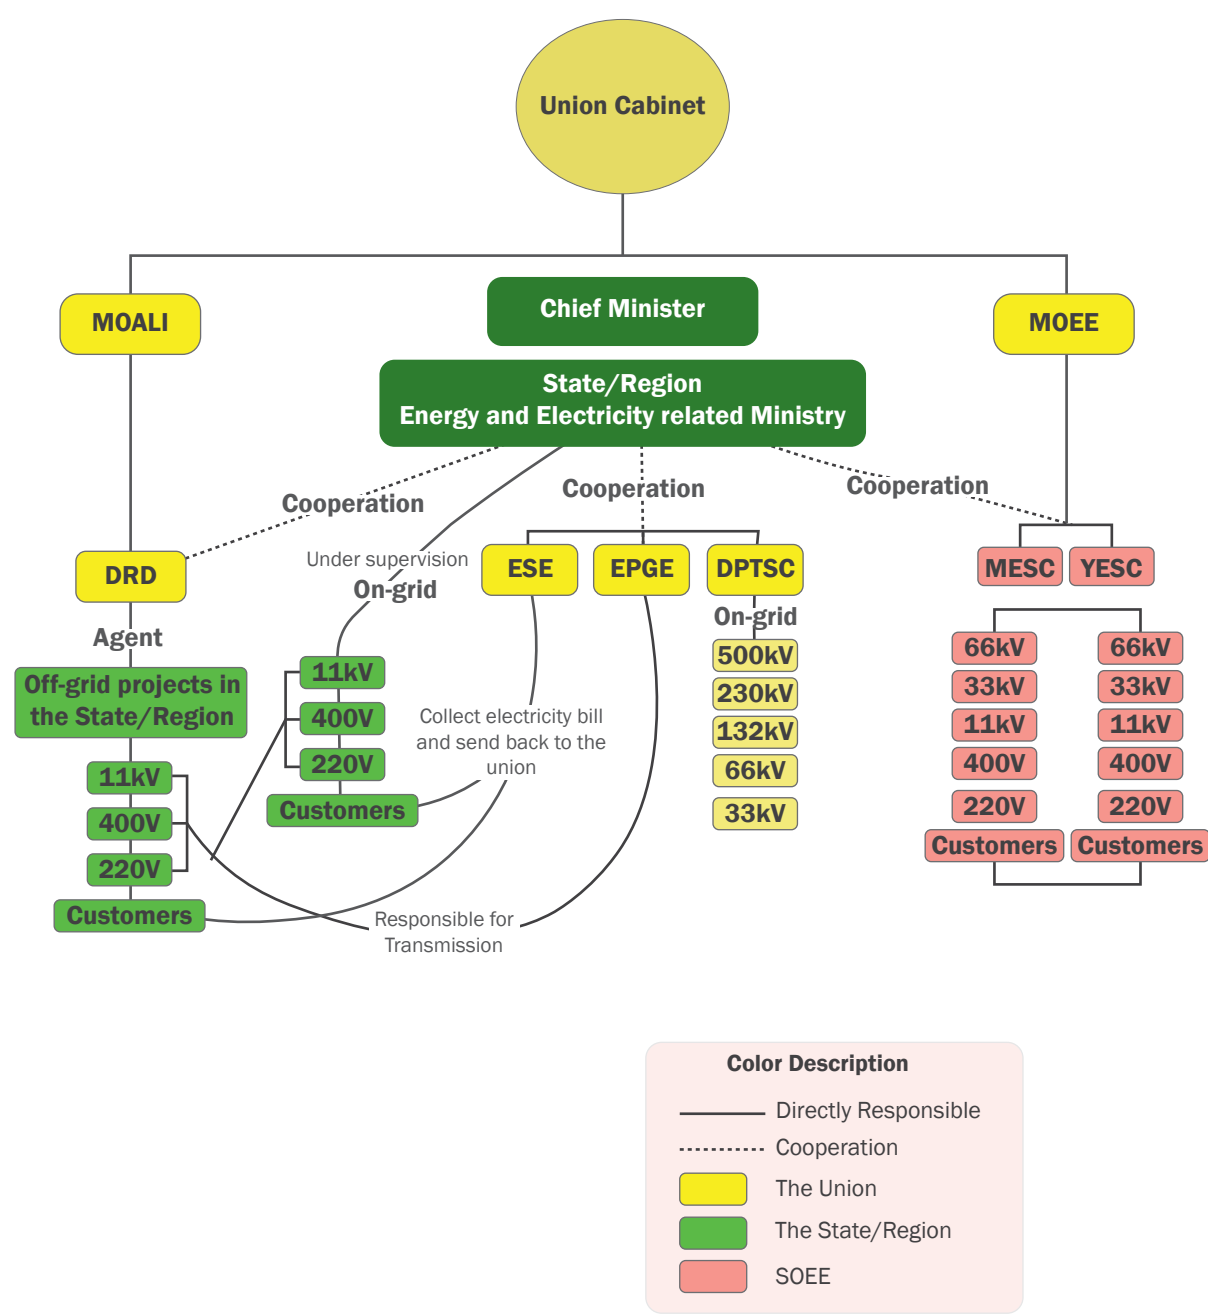 Union Cabinet
MOALI
Chief Minister
MOEE
State/Region
Energy and Electricity related Ministry
Cooperation
Cooperation
Cooperation
Under supervision
On-grid
DRD
ESE
EPGE
DPTSC
MESC
YESC
Agent
On-grid
Off-grid projects in
the State/Region
11kV
400V
220V
Customers
11kV
400V
220V
Customers
Collect electricity bill
and send back to the
union
Responsible for
Transmission
500kV
230kV
132kV
66kV
33kV
66kV
33kV
11kV
400V
220V
Customers
66kV
33kV
11kV
400V
220V
Customers
Color Description
Directly Responsible
Cooperation
The Union
The State/Region
SOEE